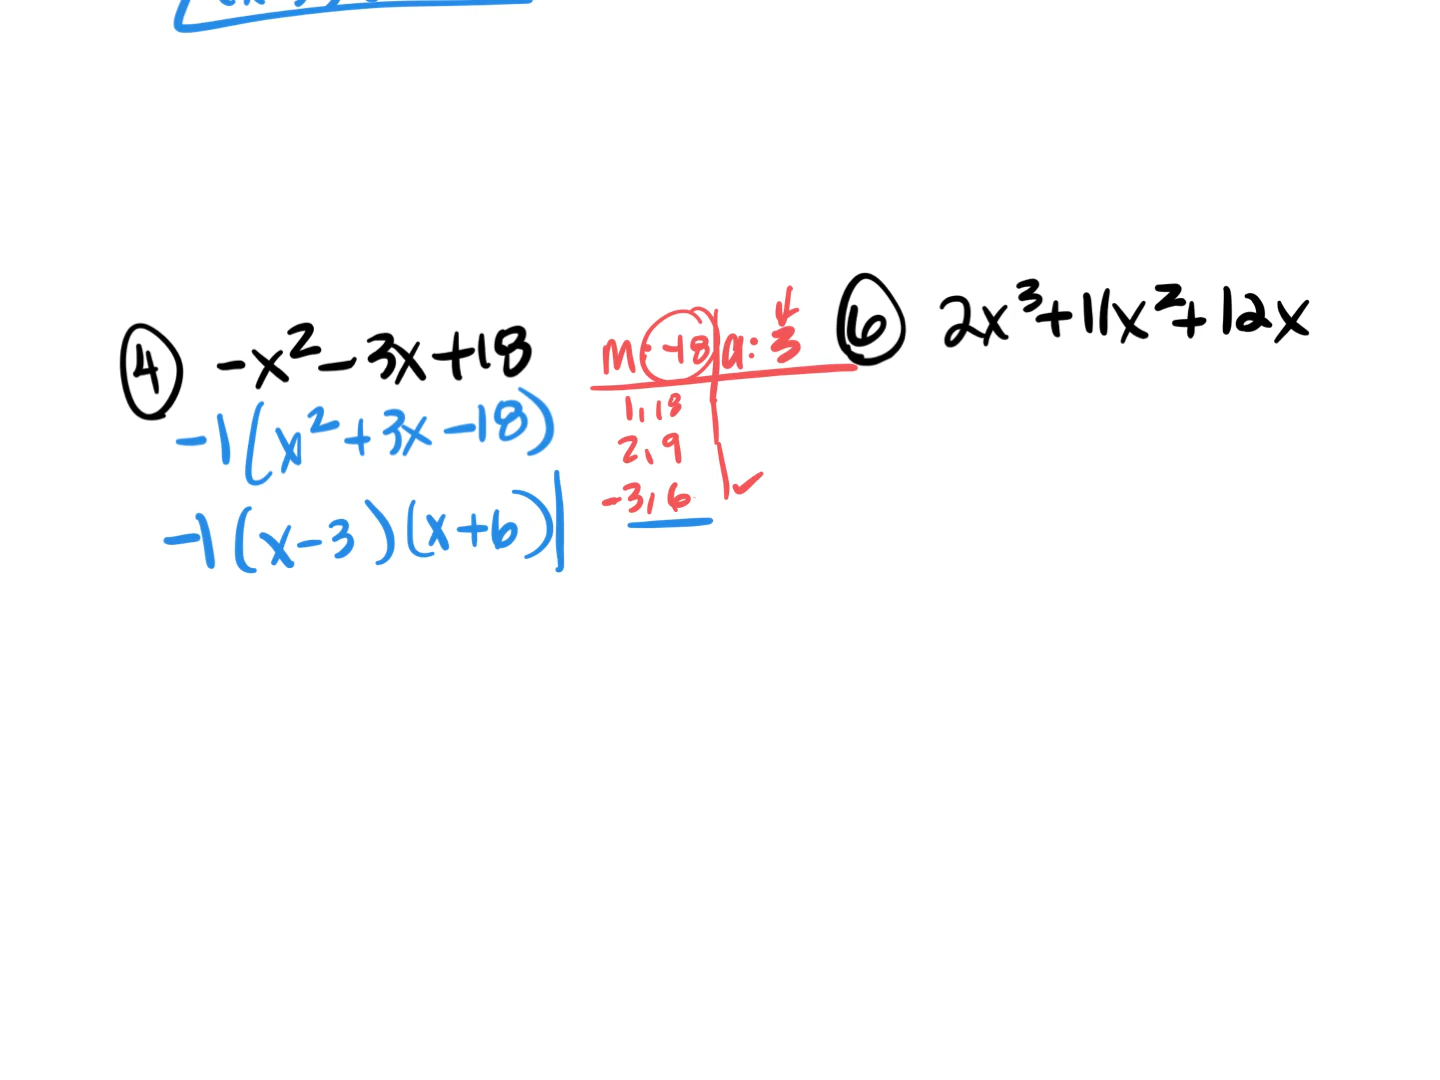 ④ -x² - 3x + 18
-1(x² + 3x - 18)
-1(x - 3)(x + 6)
m: -18 a: 3
1, 18
2, 9
-3, 6 ✓
⑥ 2x³ + 11x² + 12x